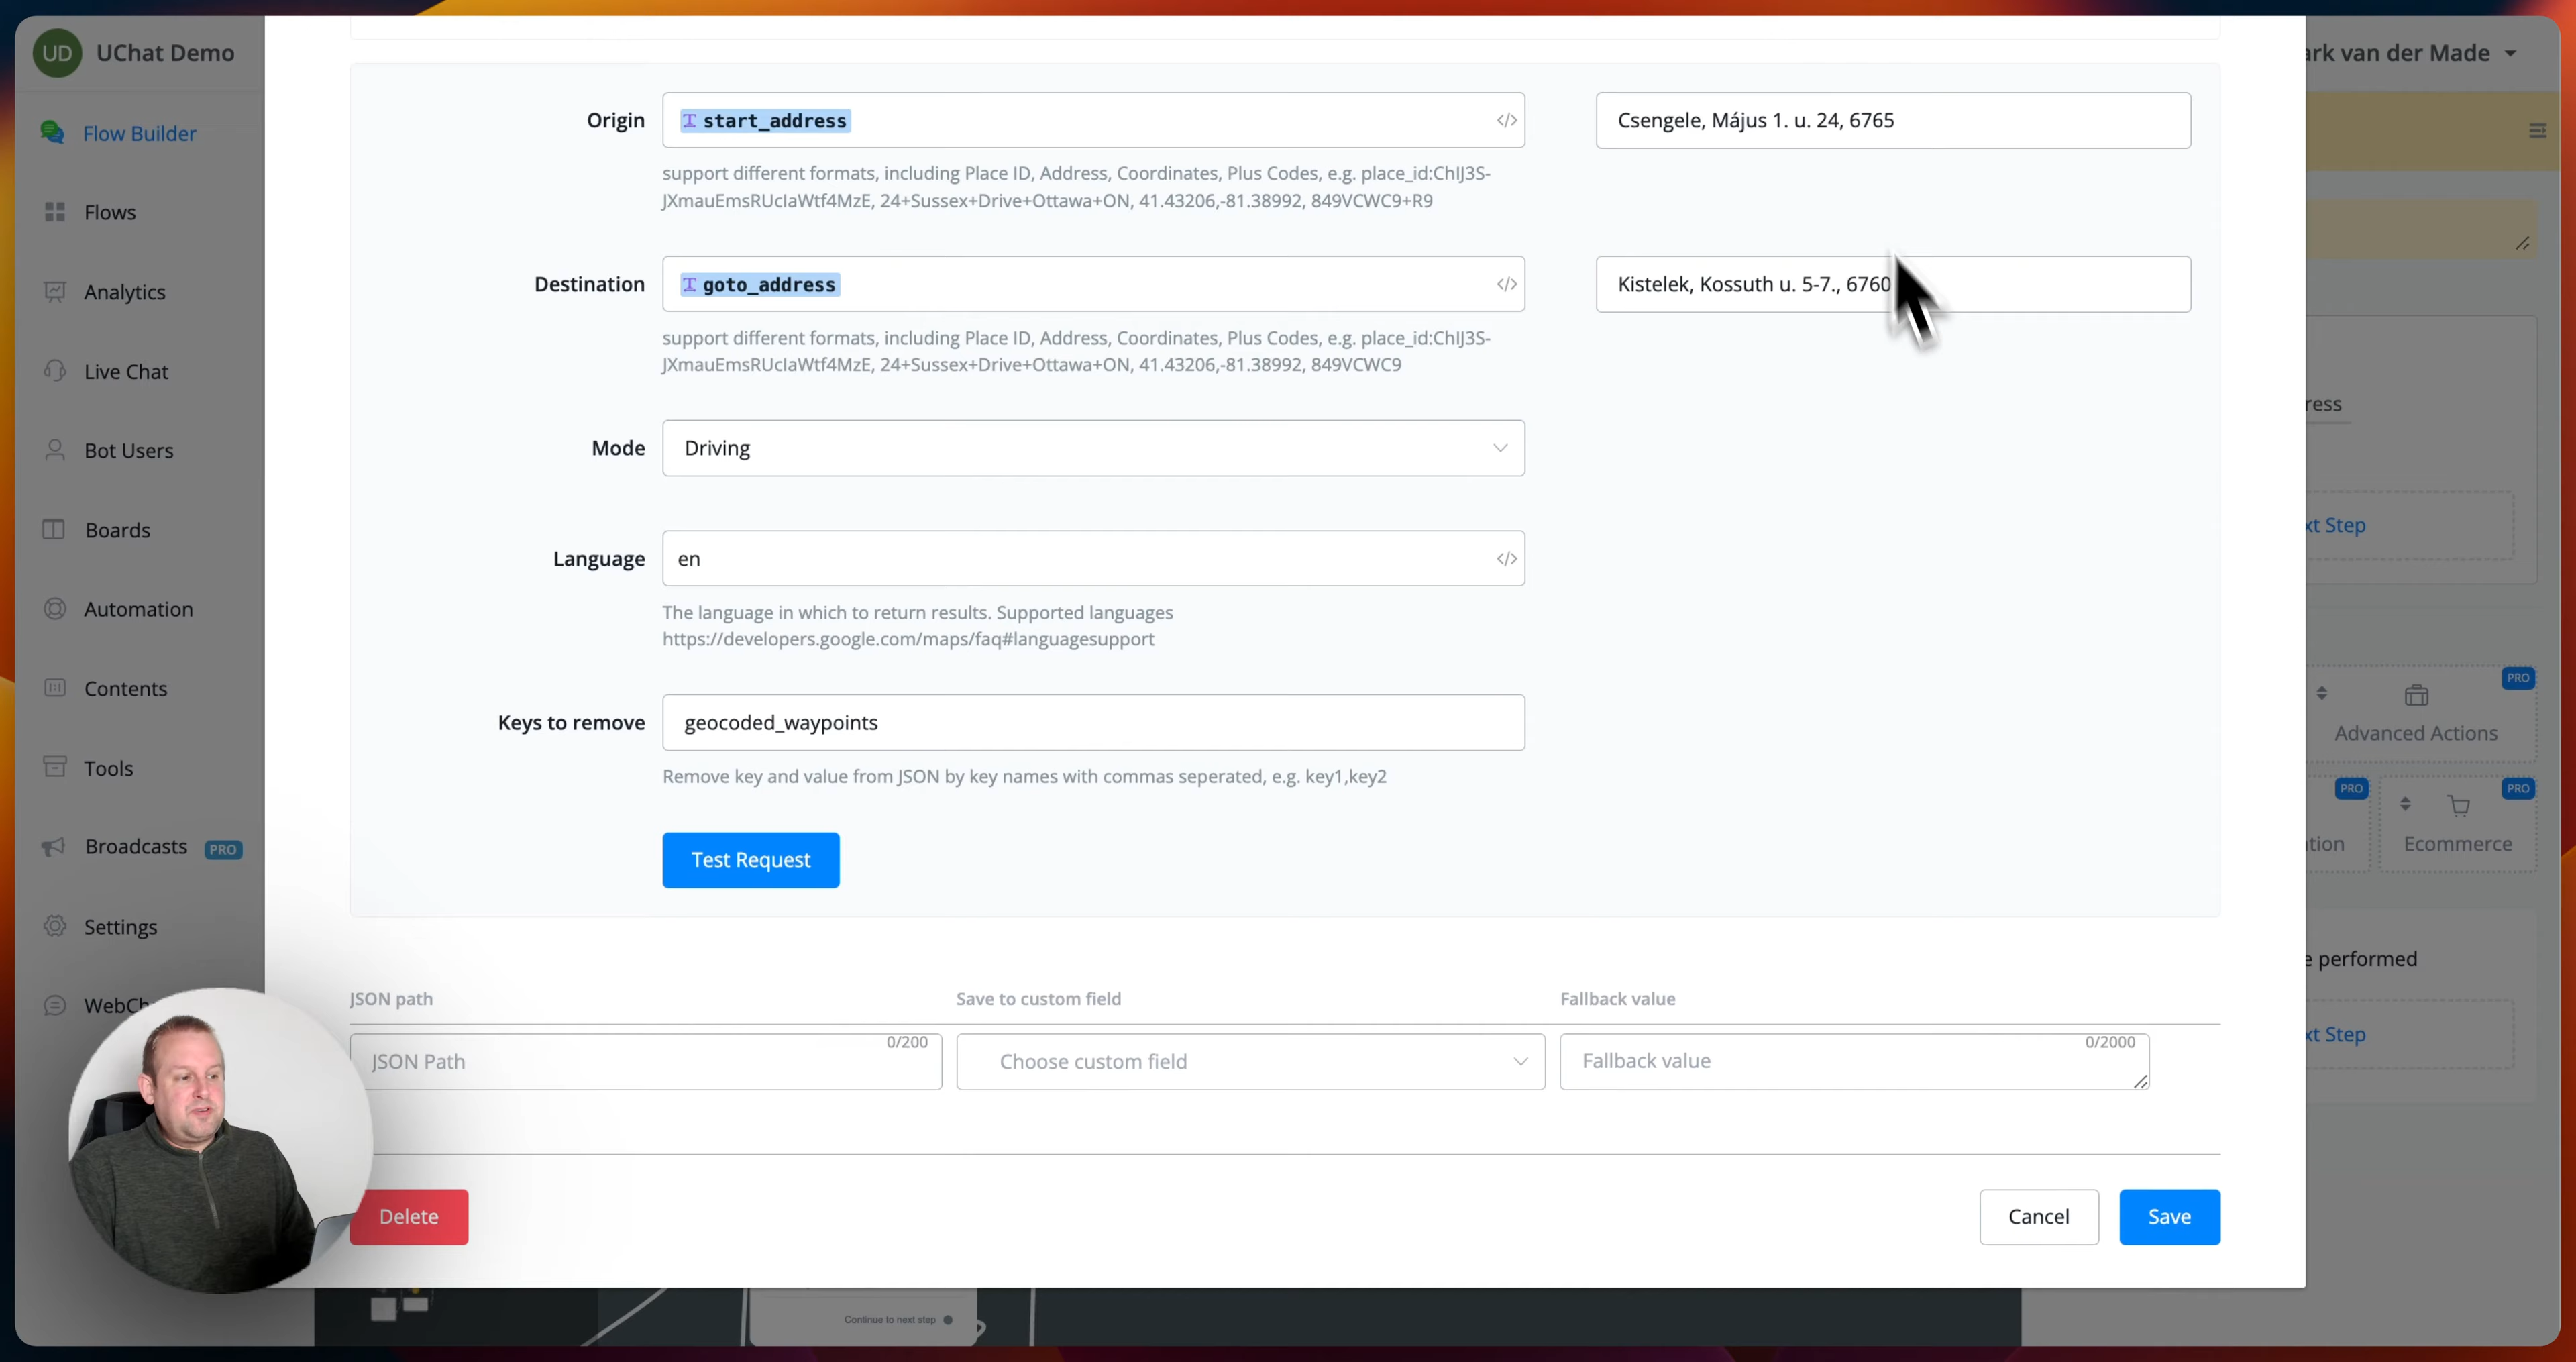 UD UChat Demo
ark van der Made
Flow Builder
Flows
Analytics
Live Chat
Bot Users
Boards
Automation
Contents
Tools
Broadcasts PRO
Settings
Origin
start_address
Csengele, Május 1. u. 24, 6765
support different formats, including Place ID, Address, Coordinates, Plus Codes, e.g. place_id:ChIJ3S-
JXmauEmsRUcIaWtf4MzE, 24+Sussex+Drive+Ottawa+ON, 41.43206,-81.38992, 849VCWC9+R9
Destination
goto_address
Kistelek, Kossuth u. 5-7., 6760
support different formats, including Place ID, Address, Coordinates, Plus Codes, e.g. place_id:ChIJ3S-
JXmauEmsRUcIaWtf4MzE, 24+Sussex+Drive+Ottawa+ON, 41.43206,-81.38992, 849VCWC9
Mode
Driving
Language
en
The language in which to return results. Supported languages
https://developers.google.com/maps/faq#languagesupport
Keys to remove
geocoded_waypoints
Remove key and value from JSON by key names with commas seperated, e.g. key1,key2
Test Request
JSON path
Save to custom field
Fallback value
JSON Path
0/200
Choose custom field
Fallback value
0/2000
Delete
Cancel
Save
ress
xt Step
PRO
Advanced Actions
PRO
PRO
tion
Ecommerce
e performed
xt Step
Continue to next step